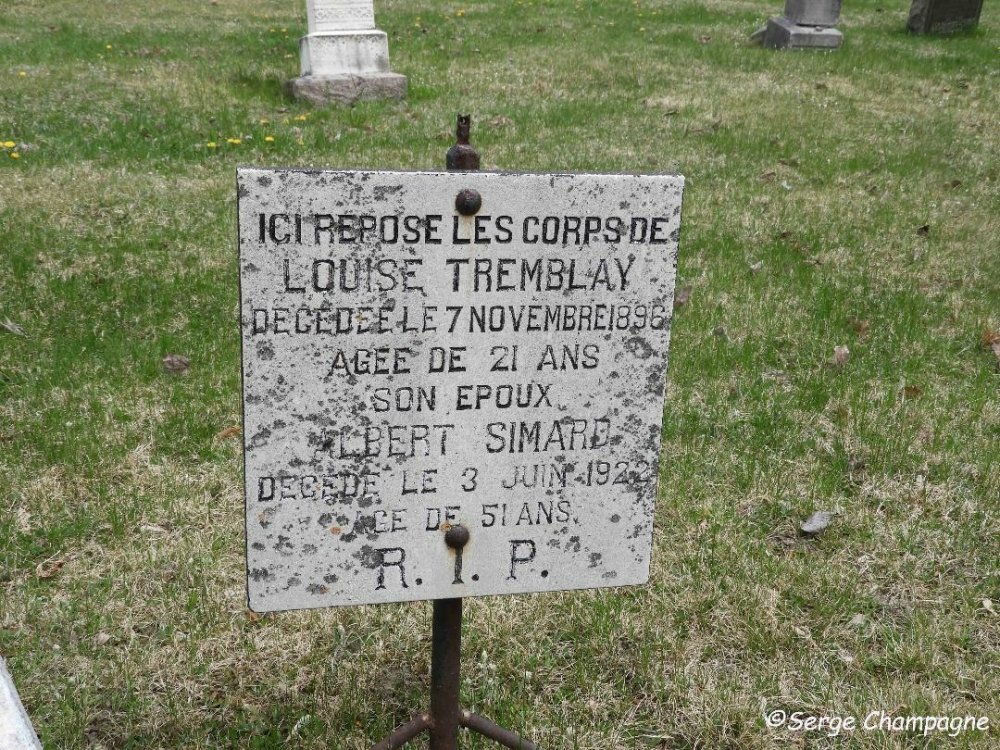 ICI REPOSE LES CORPS DE
LOUISE TREMBLAY
DECEDEE LE 7 NOVEMBRE 1896
AGEE DE 21 ANS
SON EPOUX
ALBERT SIMARD
DECEDE LE 3 JUIN 1922
AGE DE 51 ANS.
R. I. P.
©Serge Champagne